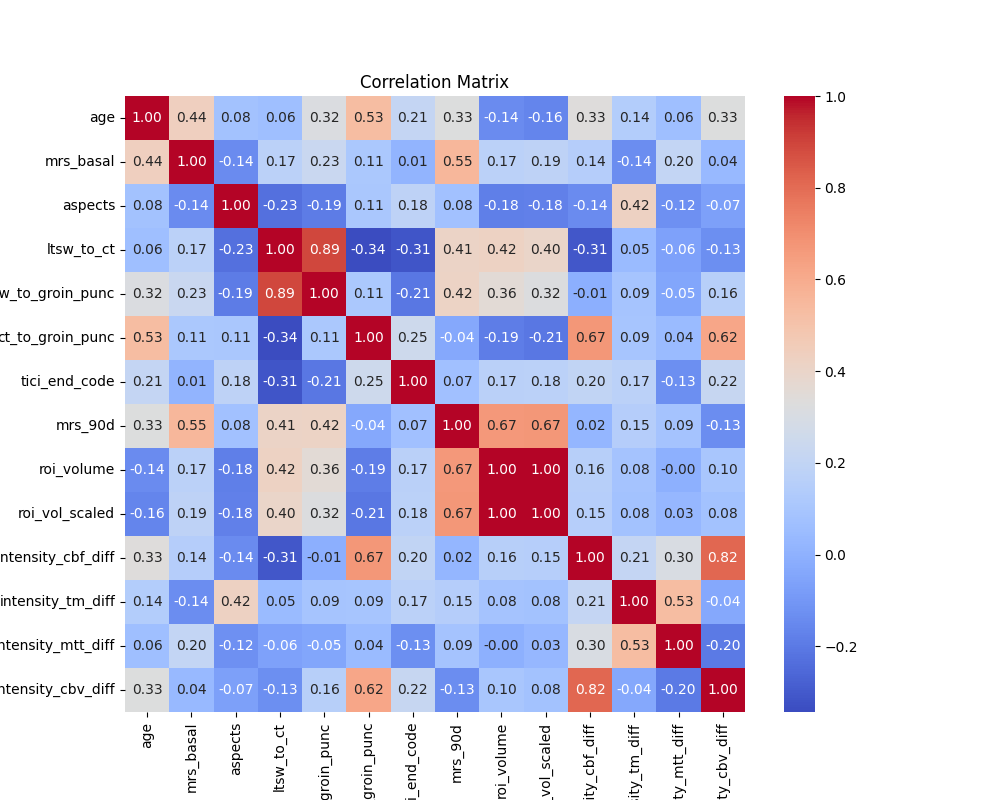 Correlation Matrix
age 1.00 0.44 0.08 0.06 0.32 0.53 0.21 0.33 -0.14 -0.16 0.33 0.14 0.06 0.33
mrs_basal 0.44 1.00 -0.14 0.17 0.23 0.11 0.01 0.55 0.17 0.19 0.14 -0.14 0.20 0.04
aspects 0.08 -0.14 1.00 -0.23 -0.19 0.11 0.18 0.08 -0.18 -0.18 -0.14 0.42 -0.12 -0.07
ltsw_to_ct 0.06 0.17 -0.23 1.00 0.89 -0.34 -0.31 0.41 0.42 0.40 -0.31 0.05 -0.06 -0.13
w_to_groin_punc 0.32 0.23 -0.19 0.89 1.00 0.11 -0.21 0.42 0.36 0.32 -0.01 0.09 -0.05 0.16
ct_to_groin_punc 0.53 0.11 0.11 -0.34 0.11 1.00 0.25 -0.04 -0.19 -0.21 0.67 0.09 0.04 0.62
tici_end_code 0.21 0.01 0.18 -0.31 -0.21 0.25 1.00 0.07 0.17 0.18 0.20 0.17 -0.13 0.22
mrs_90d 0.33 0.55 0.08 0.41 0.42 -0.04 0.07 1.00 0.67 0.67 0.02 0.15 0.09 -0.13
roi_volume -0.14 0.17 -0.18 0.42 0.36 -0.19 0.17 0.67 1.00 1.00 0.16 0.08 -0.00 0.10
roi_vol_scaled -0.16 0.19 -0.18 0.40 0.32 -0.21 0.18 0.67 1.00 1.00 0.15 0.08 0.03 0.08
ntensity_cbf_diff 0.33 0.14 -0.14 -0.31 -0.01 0.67 0.20 0.02 0.16 0.15 1.00 0.21 0.30 0.82
intensity_tm_diff 0.14 -0.14 0.42 0.05 0.09 0.09 0.17 0.15 0.08 0.08 0.21 1.00 0.53 -0.04
tensity_mtt_diff 0.06 0.20 -0.12 -0.06 -0.05 0.04 -0.13 0.09 -0.00 0.03 0.30 0.53 1.00 -0.20
ntensity_cbv_diff 0.33 0.04 -0.07 -0.13 0.16 0.62 0.22 -0.13 0.10 0.08 0.82 -0.04 -0.20 1.00
age mrs_basal aspects ltsw_to_ct groin_punc groin_punc i_end_code mrs_90d roi_volume _vol_scaled ity_cbf_diff sity_tm_diff ty_mtt_diff ty_cbv_diff
1.0
0.8
0.6
0.4
0.2
0.0
−0.2